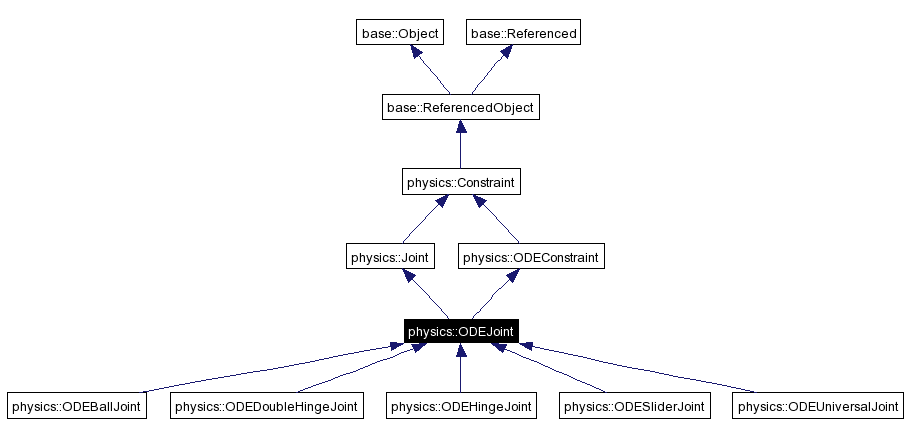 base::Object
base::Referenced
base::ReferencedObject
physics::Constraint
physics::Joint
physics::ODEConstraint
physics::ODEJoint
physics::ODEBallJoint
physics::ODEDoubleHingeJoint
physics::ODEHingeJoint
physics::ODESliderJoint
physics::ODEUniversalJoint